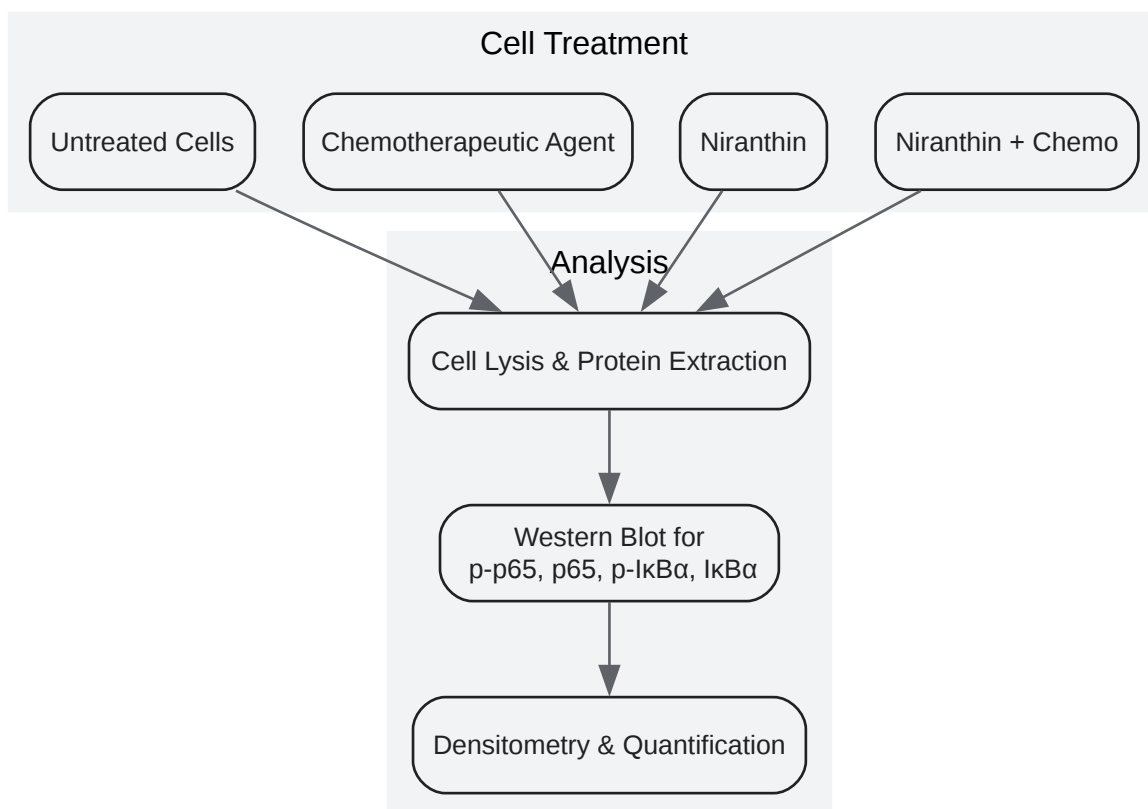 Cell Treatment
Untreated Cells
Chemotherapeutic Agent
Niranthin
Niranthin + Chemo
Analysis
Cell Lysis & Protein Extraction
Western Blot for
p-p65, p65, p-IκBα, IκBα
Densitometry & Quantification